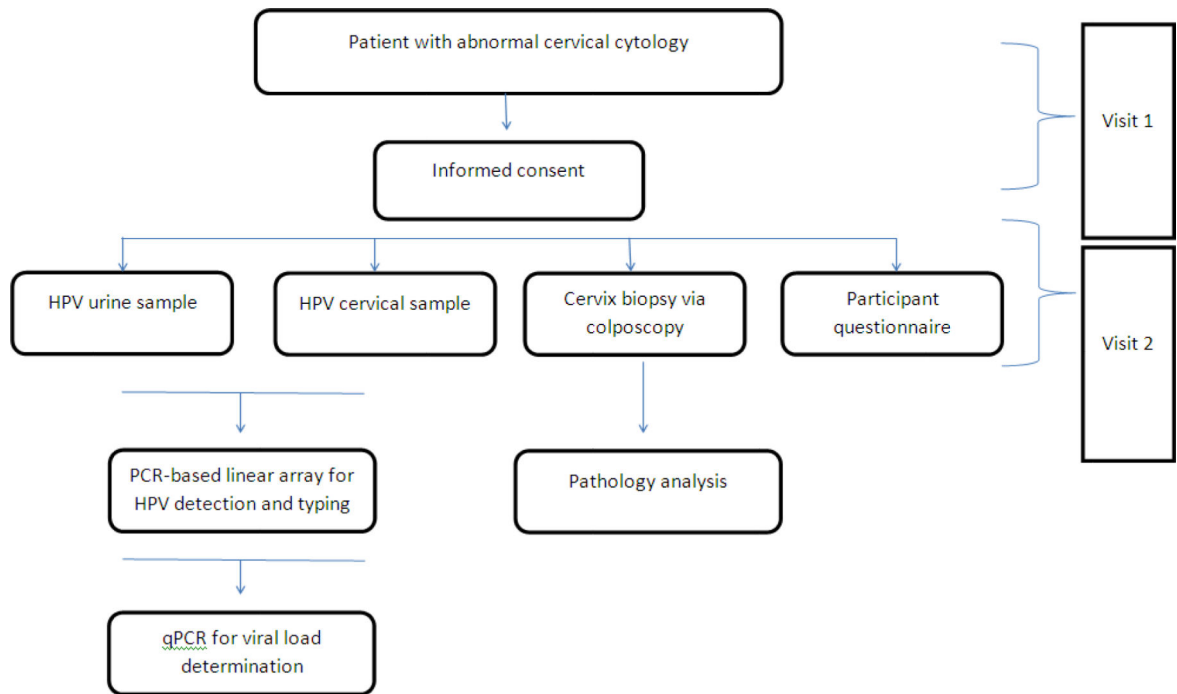 Patient with abnormal cervical cytology
Visit 1
Informed consent
HPV urine sample
HPV cervical sample
Cervix biopsy via
colposcopy
Participant
questionnaire
Visit 2
PCR-based linear array for
HPV detection and typing
Pathology analysis
qPCR for viral load
determination